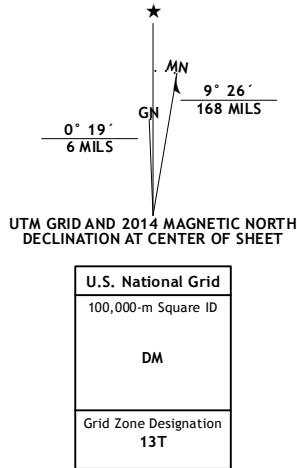 ★
MN
GN
9° 26´
168 MILS
0° 19´
6 MILS
UTM GRID AND 2014 MAGNETIC NORTH
DECLINATION AT CENTER OF SHEET
U.S. National Grid
100,000-m Square ID
DM
Grid Zone Designation
13T